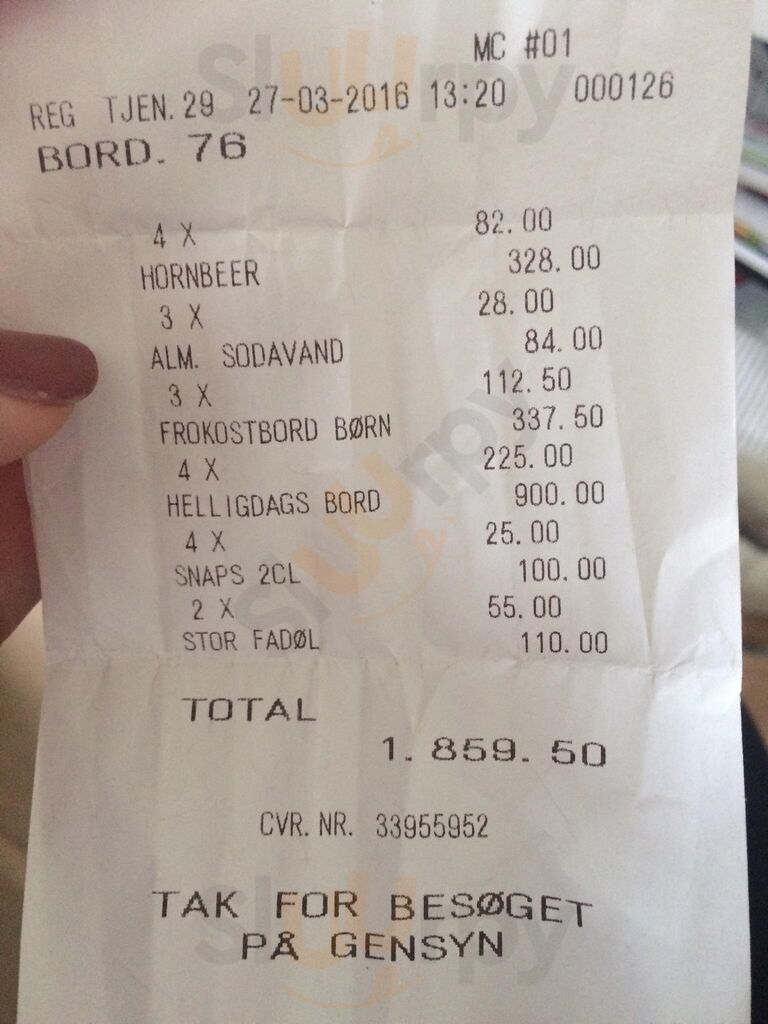 MC #01
REG TJEN. 29 27-03-2016 13:20 000126
BORD. 76
4 X 82.00
HORNBEER 328.00
3 X 28.00
ALM. SODAVAND 84.00
3 X 112.50
FROKOSTBORD BØRN 337.50
4 X 225.00
HELLIGDAGS BORD 900.00
4 X 25.00
SNAPS 2CL 100.00
2 X 55.00
STOR FADØL 110.00
TOTAL
1.859.50
CVR.NR. 33955952
TAK FOR BESØGET
PÅ GENSYN
Sluurpy
Sluurpy
Sluurpy